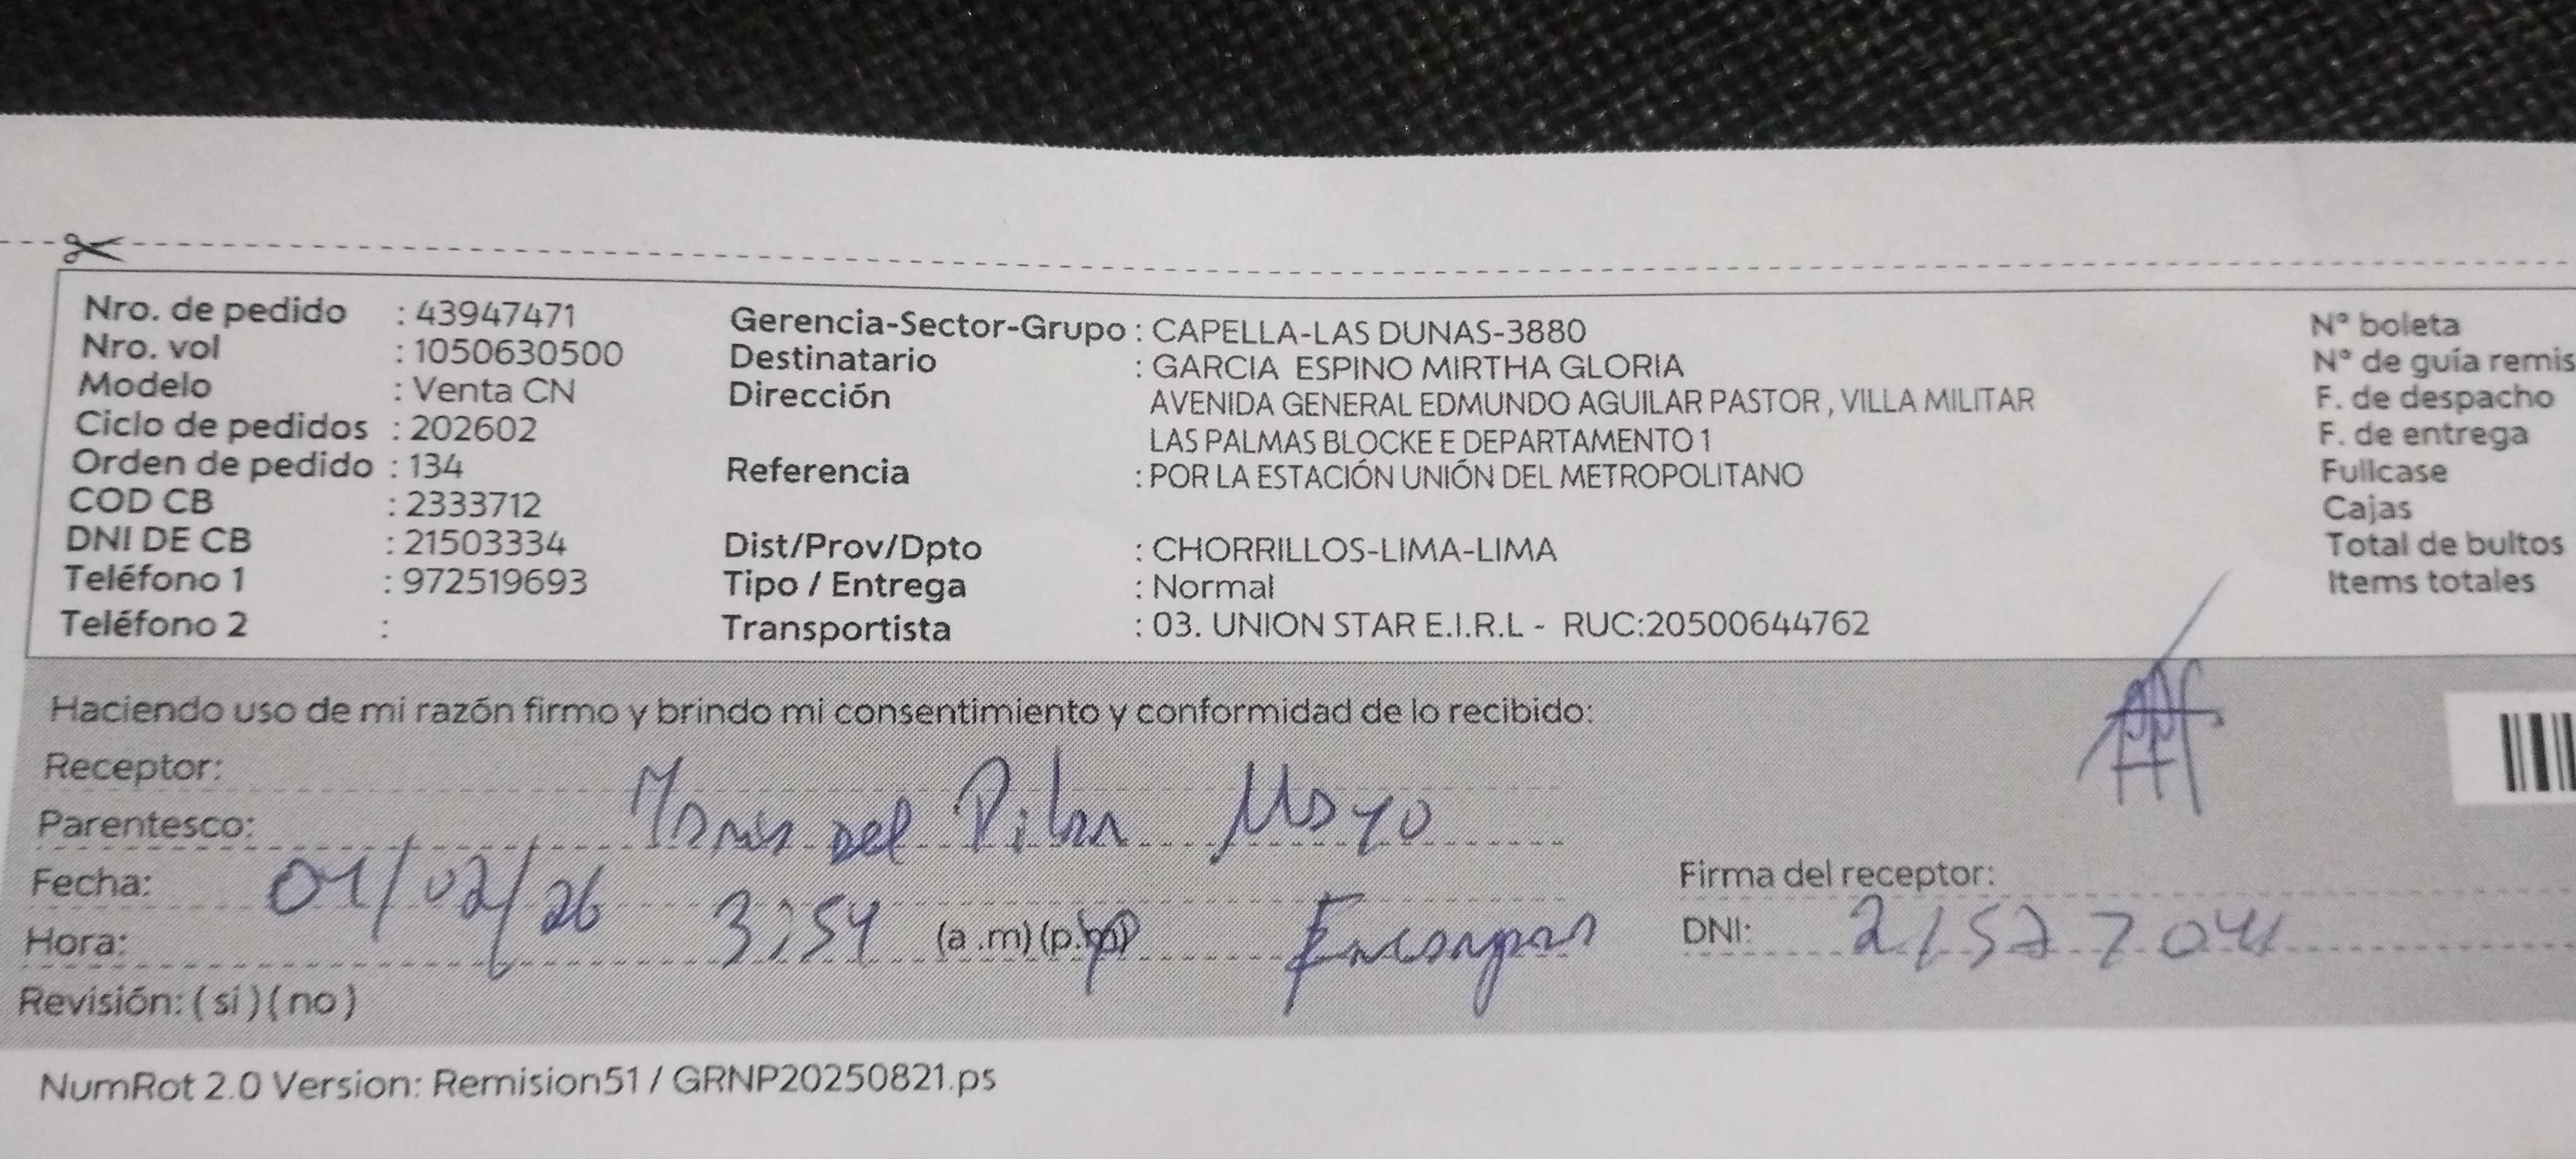 Nro. de pedido : 43947471
Nro. vol : 1050630500
Modelo : Venta CN
Ciclo de pedidos : 202602
Orden de pedido : 134
COD CB : 2333712
DNI DE CB : 21503334
Teléfono 1 : 972519693
Teléfono 2 :
Gerencia-Sector-Grupo : CAPELLA-LAS DUNAS-3880
Destinatario : GARCIA ESPINO MIRTHA GLORIA
Dirección AVENIDA GENERAL EDMUNDO AGUILAR PASTOR , VILLA MILITAR
LAS PALMAS BLOCKE E DEPARTAMENTO 1
Referencia : POR LA ESTACIÓN UNIÓN DEL METROPOLITANO
Dist/Prov/Dpto : CHORRILLOS-LIMA-LIMA
Tipo / Entrega : Normal
Transportista : 03. UNION STAR E.I.R.L - RUC:20500644762
N° boleta
N° de guía remis
F. de despacho
F. de entrega
Fullcase
Cajas
Total de bultos
Items totales
Haciendo uso de mi razón firmo y brindo mi consentimiento y conformidad de lo recibido:
Receptor:
Parentesco: del Pilar Moyo
Fecha: 01/02/26
Hora: 3:54 (a .m)(p.m)
Revisión: ( si )( no )
Firma del receptor:
DNI: 21527041
NumRot 2.0 Version: Remision51 / GRNP20250821.ps